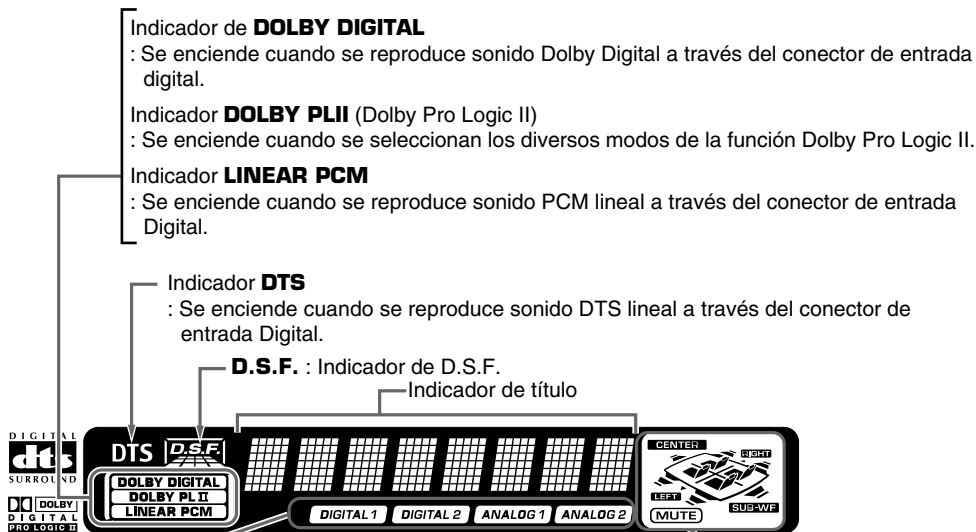 Indicador de DOLBY DIGITAL
: Se enciende cuando se reproduce sonido Dolby Digital a través del conector de entrada
digital.
Indicador DOLBY PLII (Dolby Pro Logic II)
: Se enciende cuando se seleccionan los diversos modos de la función Dolby Pro Logic II.
Indicador LINEAR PCM
: Se enciende cuando se reproduce sonido PCM lineal a través del conector de entrada
Digital.
Indicador DTS
: Se enciende cuando se reproduce sonido DTS lineal a través del conector de
entrada Digital.
D.S.F. : Indicador de D.S.F.
Indicador de título
DIGITAL
dts
SURROUND
DOLBY
DIGITAL
PRO LOGIC II
DTS D.S.F.
DOLBY DIGITAL
DOLBY PL II
LINEAR PCM
DIGITAL 1 DIGITAL 2 ANALOG 1 ANALOG 2
CENTER
RIGHT
LEFT
SUB-WF
MUTE